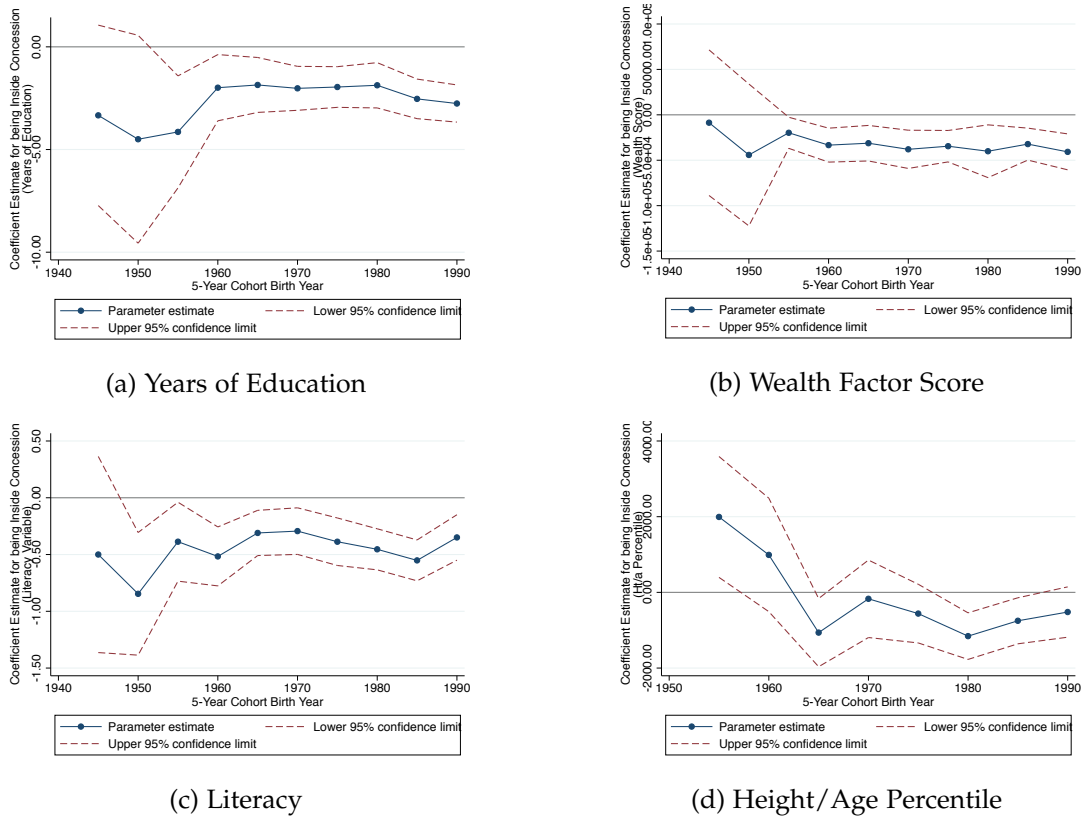 Coefficient Estimate for being Inside Concession
(Years of Education)
0.00
-5.00
-10.00
1940 1950 1960 1970 1980 1990
5-Year Cohort Birth Year
Parameter estimate Lower 95% confidence limit
Upper 95% confidence limit
(a) Years of Education
Coefficient Estimate for being Inside Concession
(Wealth Score)
0.00
1940 1950 1960 1970 1980 1990
5-Year Cohort Birth Year
Parameter estimate Lower 95% confidence limit
Upper 95% confidence limit
(b) Wealth Factor Score
Coefficient Estimate for being Inside Concession
(Literacy Variable)
0.50
0.00
-0.50
-1.00
-1.50
1940 1950 1960 1970 1980 1990
5-Year Cohort Birth Year
Parameter estimate Lower 95% confidence limit
Upper 95% confidence limit
(c) Literacy
Coefficient Estimate for being Inside Concession
(Ht/a Percentile)
0.00
1950 1960 1970 1980 1990
5-Year Cohort Birth Year
Parameter estimate Lower 95% confidence limit
Upper 95% confidence limit
(d) Height/Age Percentile